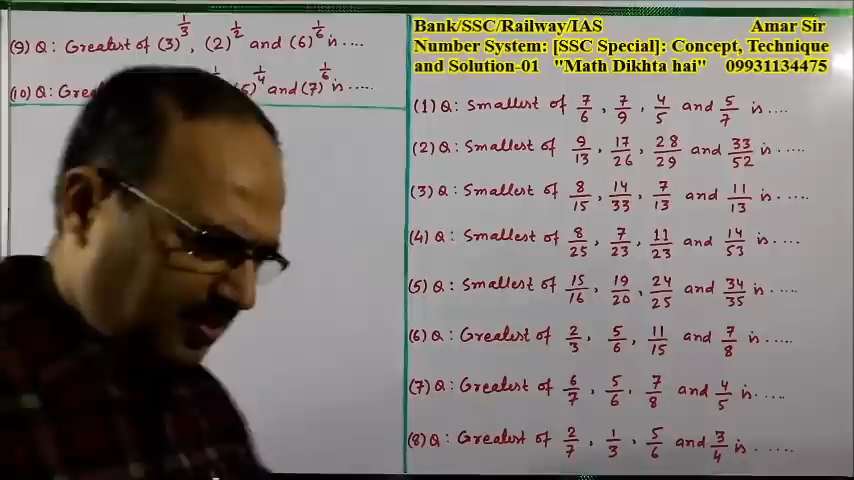 (9) Q: Greatest of (3)^1/3, (2)^1/2 and (6)^1/6 is ....
(10) Q: Grea 5)^1/4 and (7)^1/6 is .....
Bank/SSC/Railway/IAS Amar Sir
Number System: [SSC Special]: Concept, Technique
and Solution-01 "Math Dikhta hai" 09931134475
(1) Q: Smallest of 7/6, 7/9, 4/5 and 5/7 is ....
(2) Q: Smallest of 9/13, 17/26, 28/29 and 33/52 is .....
(3) Q: Smallest of 8/15, 14/33, 7/13 and 11/13 is .....
(4) Q: Smallest of 8/25, 7/23, 11/23 and 14/53 is ....
(5) Q: Smallest of 15/16, 19/20, 24/25 and 34/35 is .....
(6) Q: Greatest of 2/3, 5/6, 11/15 and 7/8 is .....
(7) Q: Greatest of 6/7, 5/6, 7/8 and 4/5 is .....
(8) Q: Greatest of 2/7, 1/3, 5/6 and 3/4 is .....